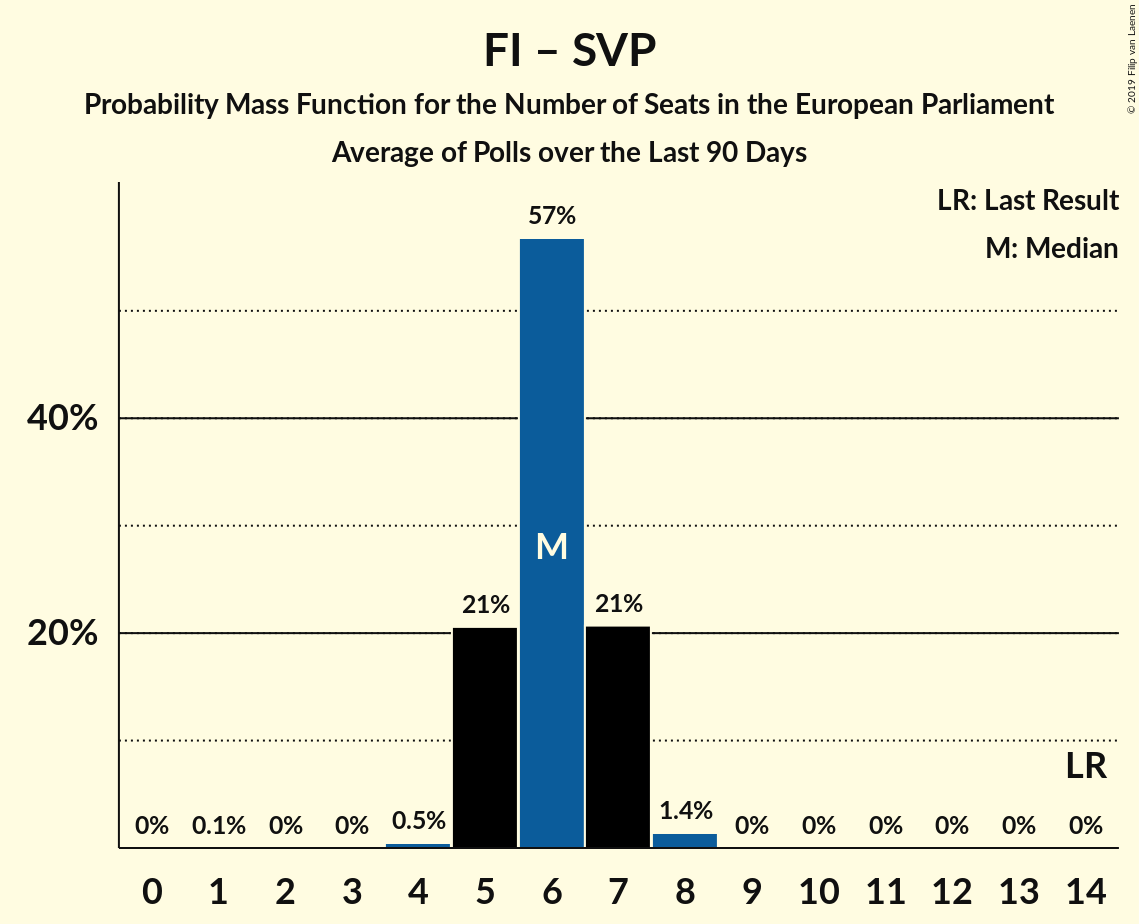 FI – SVP
Probability Mass Function for the Number of Seats in the European Parliament
Average of Polls over the Last 90 Days
© 2019 Filip van Laenen
LR: Last Result
M: Median
57%
40%
M
21%
21%
20%
LR
0%
0.1%
0%
0%
0.5%
1.4%
0%
0%
0%
0%
0%
0%
0 1 2 3 4 5 6 7 8 9 10 11 12 13 14